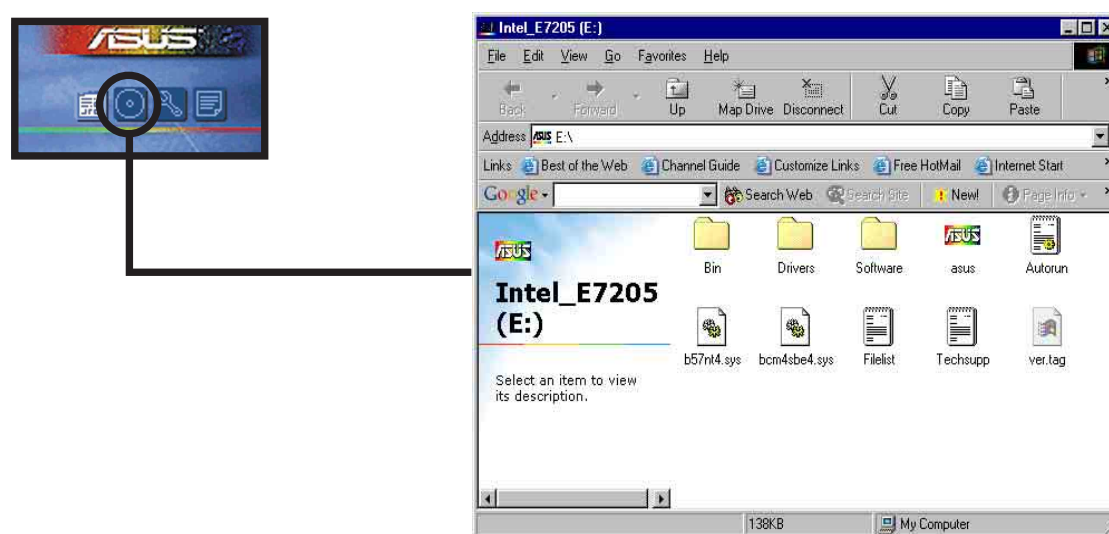 ASUS
Intel_E7205 (E:)
File Edit View Go Favorites Help
Back Forward Up Map Drive Disconnect Cut Copy Paste
Address E:\
Links Best of the Web Channel Guide Customize Links Free HotMail Internet Start
Google Search Web Search Site New! Page Info
ASUS
Intel_E7205
(E:)
Select an item to view
its description.
Bin Drivers Software asus Autorun
b57nt4.sys bcm4sbe4.sys Filelist Techsupp ver.tag
138KB My Computer